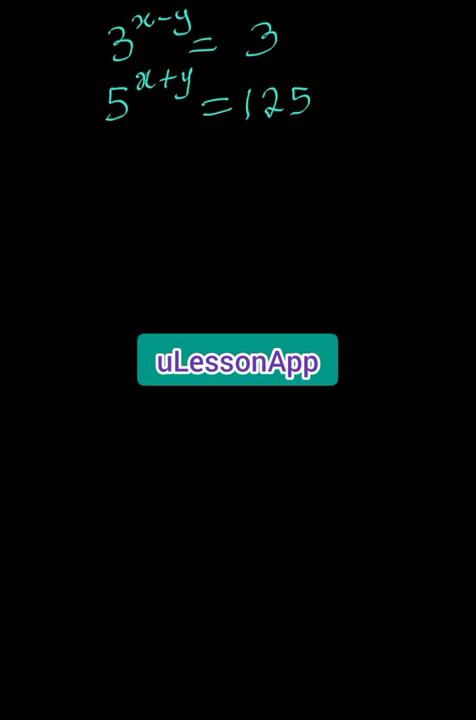 3^{x-y} = 3
5^{x+y} = 125
uLessonApp